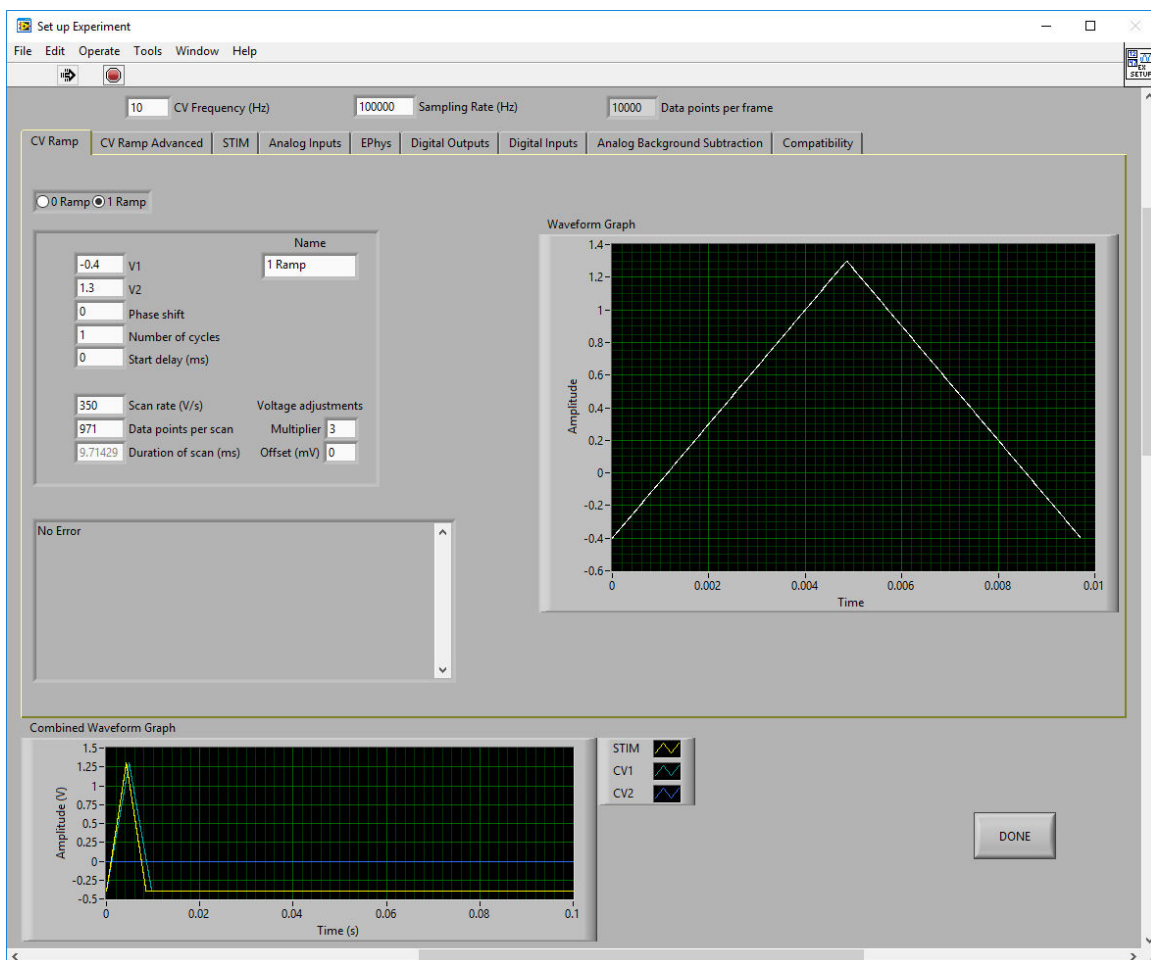 Set up Experiment
File Edit Operate Tools Window Help
EX
SETUP
10 CV Frequency (Hz) 100000 Sampling Rate (Hz) 10000 Data points per frame
CV Ramp CV Ramp Advanced STIM Analog Inputs EPhys Digital Outputs Digital Inputs Analog Background Subtraction Compatibility
0 Ramp 1 Ramp
Name
1 Ramp
-0.4 V1
1.3 V2
0 Phase shift
1 Number of cycles
0 Start delay (ms)
350 Scan rate (V/s) Voltage adjustments
971 Data points per scan Multiplier 3
9.71429 Duration of scan (ms) Offset (mV) 0
No Error
Waveform Graph
Amplitude
1.4
1.2
1
0.8
0.6
0.4
0.2
0
-0.2
-0.4
-0.6
0 0.002 0.004 0.006 0.008 0.01
Time
Combined Waveform Graph
Amplitude (V)
1.5
1.25
1
0.75
0.5
0.25
0
-0.25
-0.5
0 0.02 0.04 0.06 0.08 0.1
Time (s)
STIM
CV1
CV2
DONE